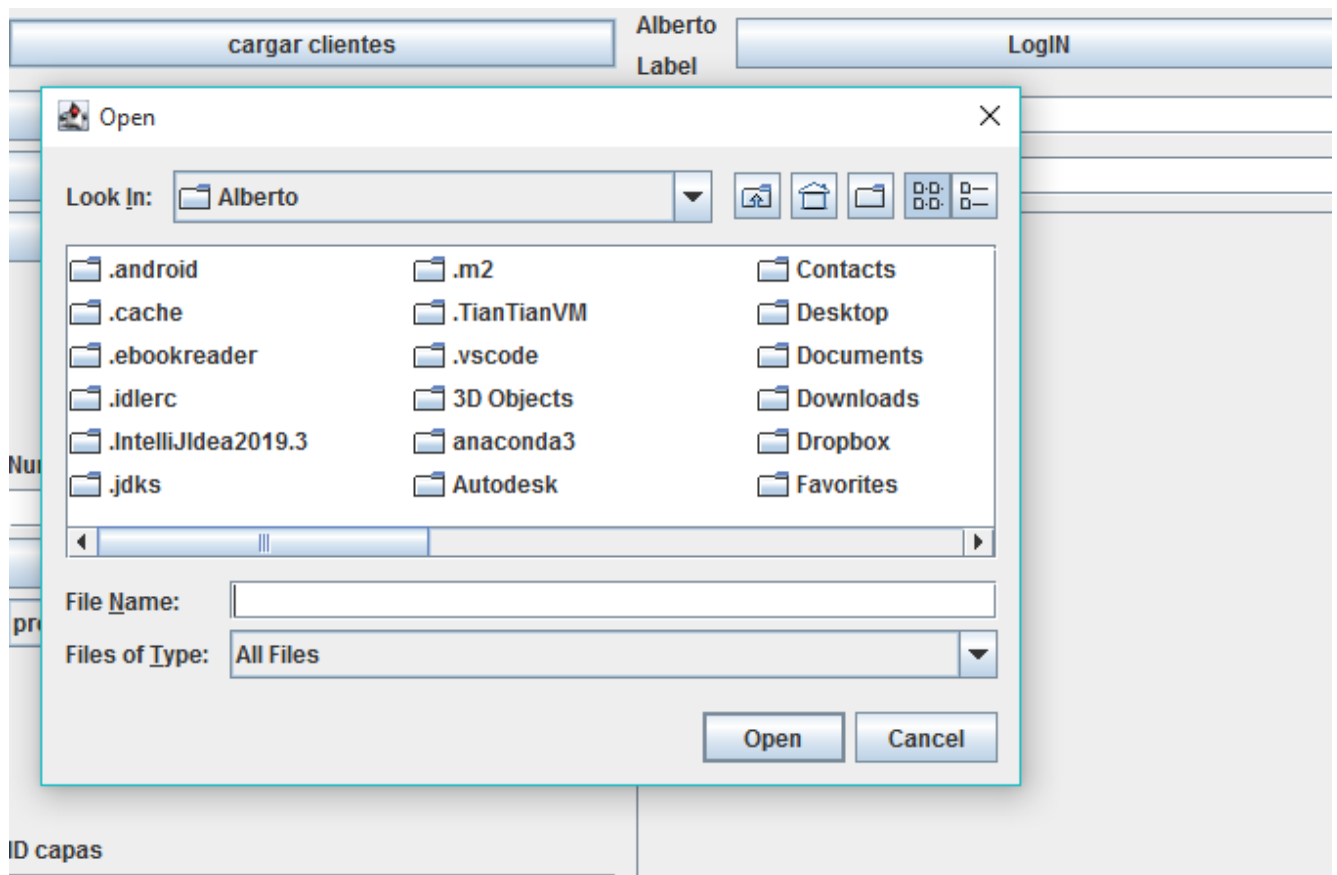 cargar clientes
Alberto
LogIN
Label
Open
Look In:
Alberto
.android
.m2
Contacts
.cache
.TianTianVM
Desktop
.ebookreader
.vscode
Documents
.idlerc
3D Objects
Downloads
.IntelliJIdea2019.3
anaconda3
Dropbox
.jdks
Autodesk
Favorites
File Name:
Files of Type:
All Files
Open
Cancel
ID capas